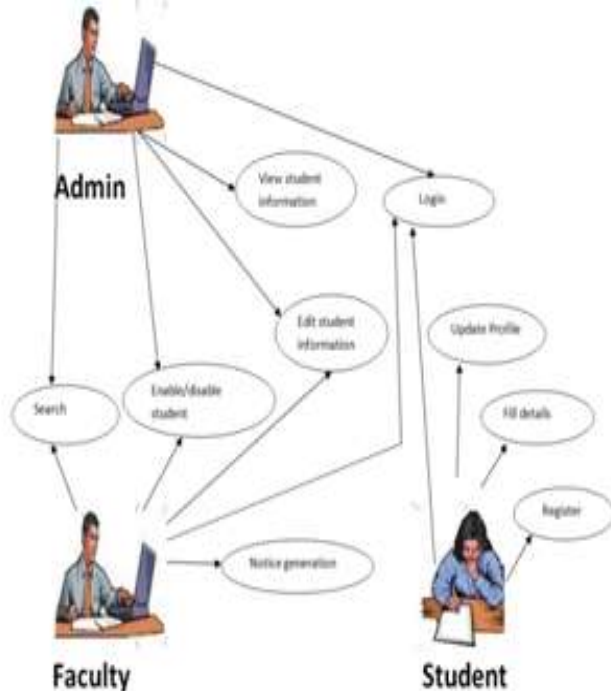 Admin
View student
information
Login
Edit student
information
Update Profile
Search
Enable/disable
student
Fill details
Register
Notice generation
Faculty
Student